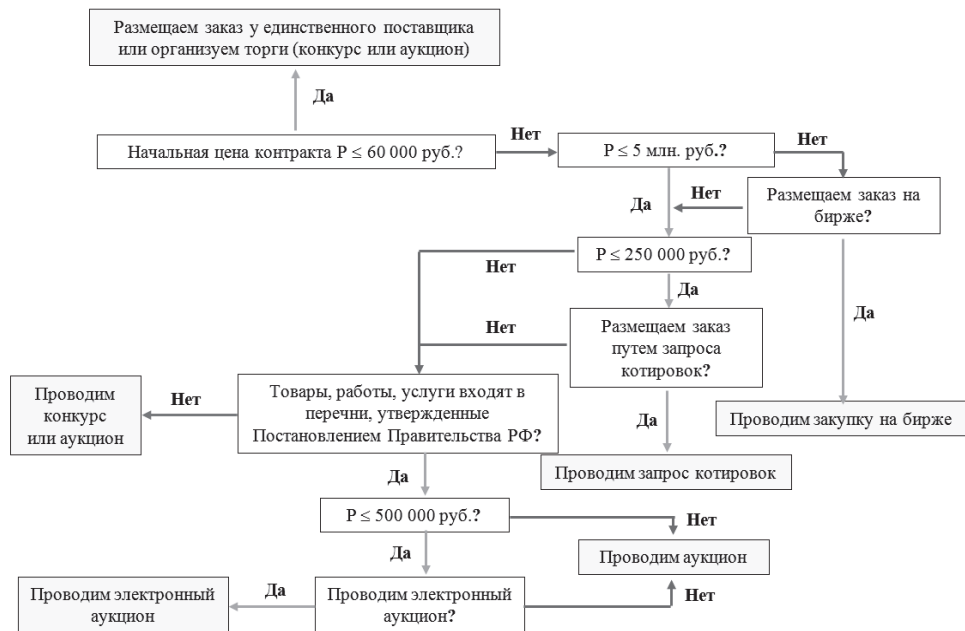 Размещаем заказ у единственного поставщика
или организуем торги (конкурс или аукцион)
Да
Начальная цена контракта Р ≤ 60 000 руб.?
Нет
Р ≤ 5 млн. руб.?
Нет
Да
Нет
Размещаем заказ на
бирже?
Р ≤ 250 000 руб.?
Нет
Да
Да
Нет
Размещаем заказ
путем запроса
котировок?
Проводим
конкурс
или аукцион
Нет
Товары, работы, услуги входят в
перечни, утвержденные
Постановлением Правительства РФ?
Да
Проводим закупку на бирже
Да
Проводим запрос котировок
Р ≤ 500 000 руб.?
Нет
Да
Проводим аукцион
Проводим электронный
аукцион
Да
Проводим электронный
аукцион?
Нет